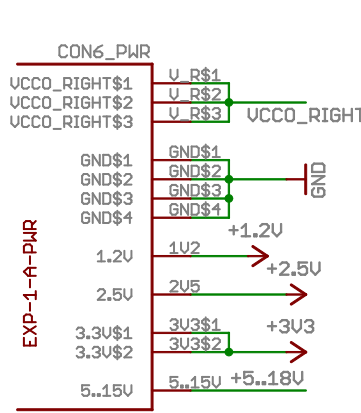 CON6_PWR
VCCO_RIGHT$1 V_R$1
VCCO_RIGHT$2 V_R$2
VCCO_RIGHT$3 V_R$3
VCCO_RIGHT
GND$1 GND$1
GND$2 GND$2
GND$3 GND$3
GND$4 GND$4
GND
+1.2V
1.2V 1V2
+2.5V
2.5V 2V5
3.3V$1 3V3$1 +3V3
3.3V$2 3V3$2
5..15V 5..15V +5..18V
EXP-1-A-PWR